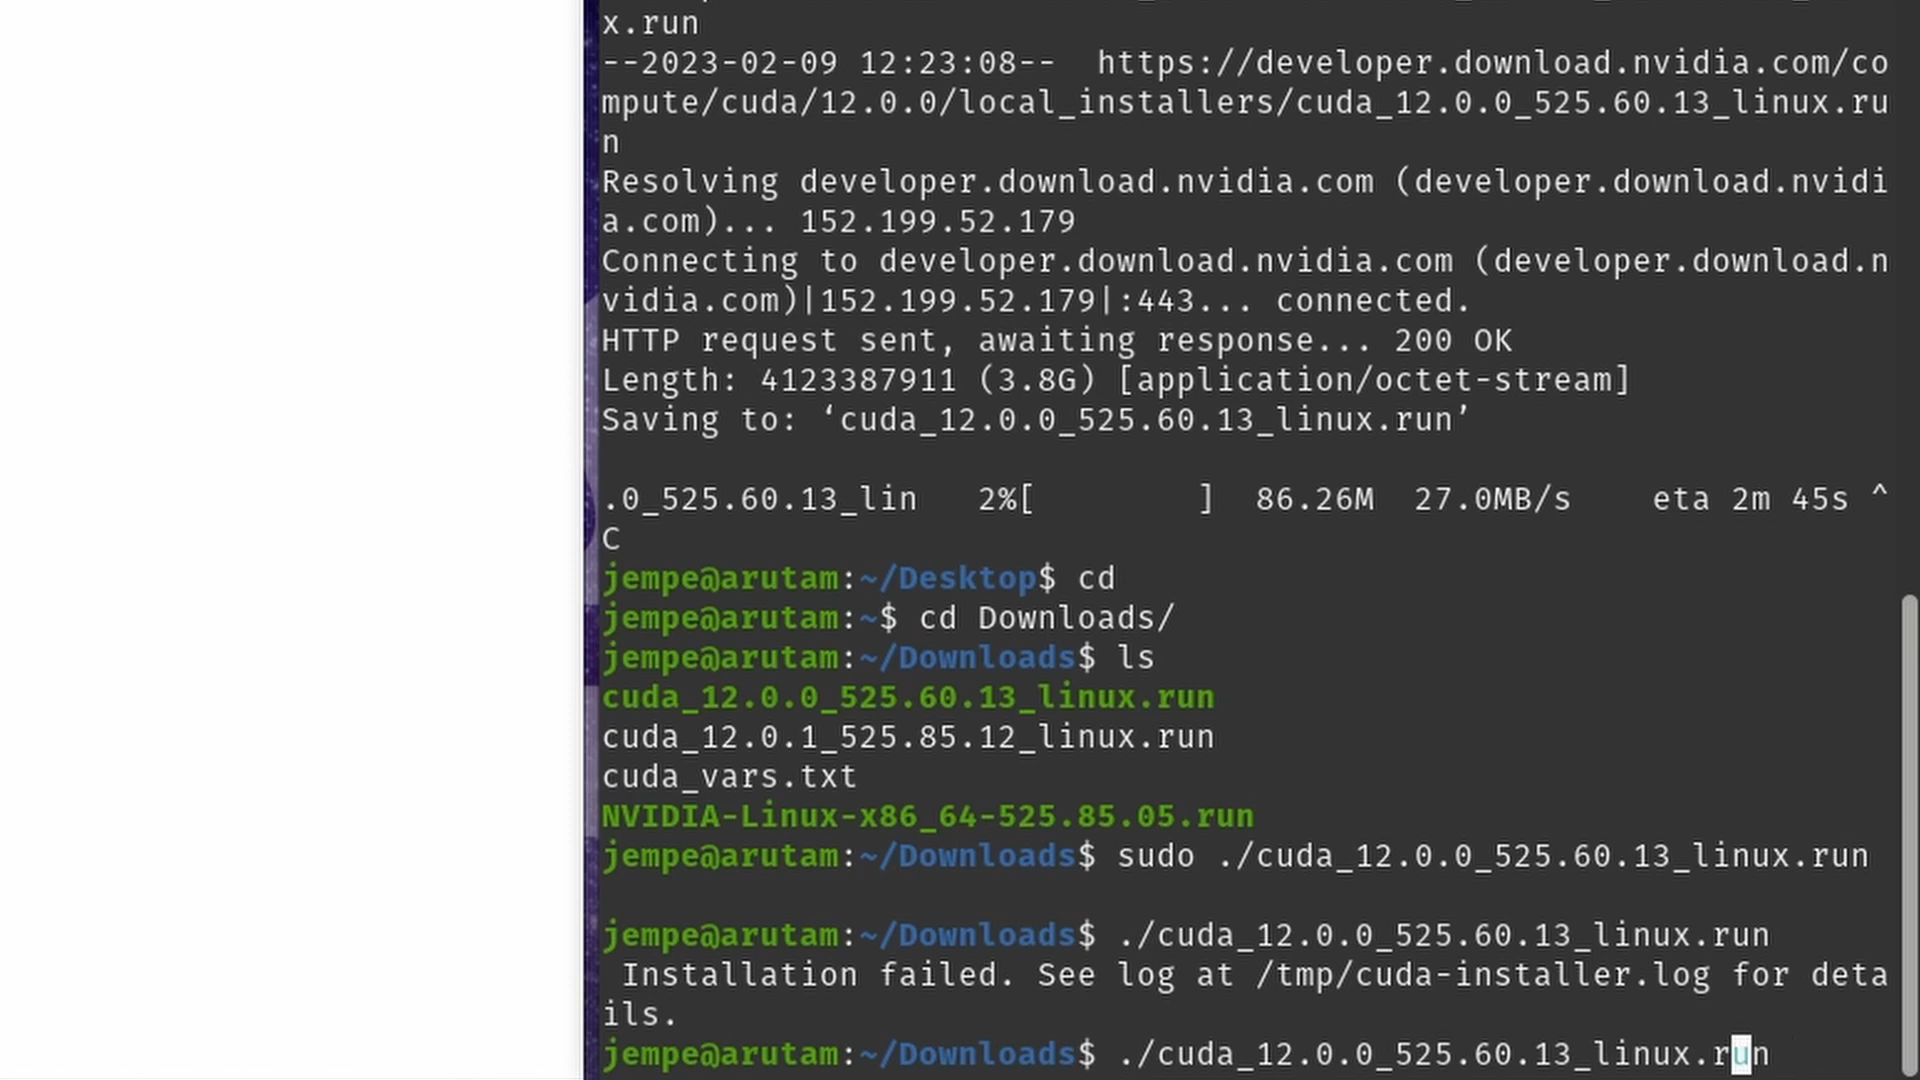 x.run
--2023-02-09 12:23:08--  https://developer.download.nvidia.com/co
mpute/cuda/12.0.0/local_installers/cuda_12.0.0_525.60.13_linux.ru
n
Resolving developer.download.nvidia.com (developer.download.nvidi
a.com)... 152.199.52.179
Connecting to developer.download.nvidia.com (developer.download.n
vidia.com)|152.199.52.179|:443... connected.
HTTP request sent, awaiting response... 200 OK
Length: 4123387911 (3.8G) [application/octet-stream]
Saving to: ‘cuda_12.0.0_525.60.13_linux.run’
.0_525.60.13_lin   2%[        ]  86.26M  27.0MB/s    eta 2m 45s ^
C
jempe@arutam:~/Desktop$ cd
jempe@arutam:~$ cd Downloads/
jempe@arutam:~/Downloads$ ls
cuda_12.0.0_525.60.13_linux.run
cuda_12.0.1_525.85.12_linux.run
cuda_vars.txt
NVIDIA-Linux-x86_64-525.85.05.run
jempe@arutam:~/Downloads$ sudo ./cuda_12.0.0_525.60.13_linux.run
jempe@arutam:~/Downloads$ ./cuda_12.0.0_525.60.13_linux.run
 Installation failed. See log at /tmp/cuda-installer.log for deta
ils.
jempe@arutam:~/Downloads$ ./cuda_12.0.0_525.60.13_linux.run